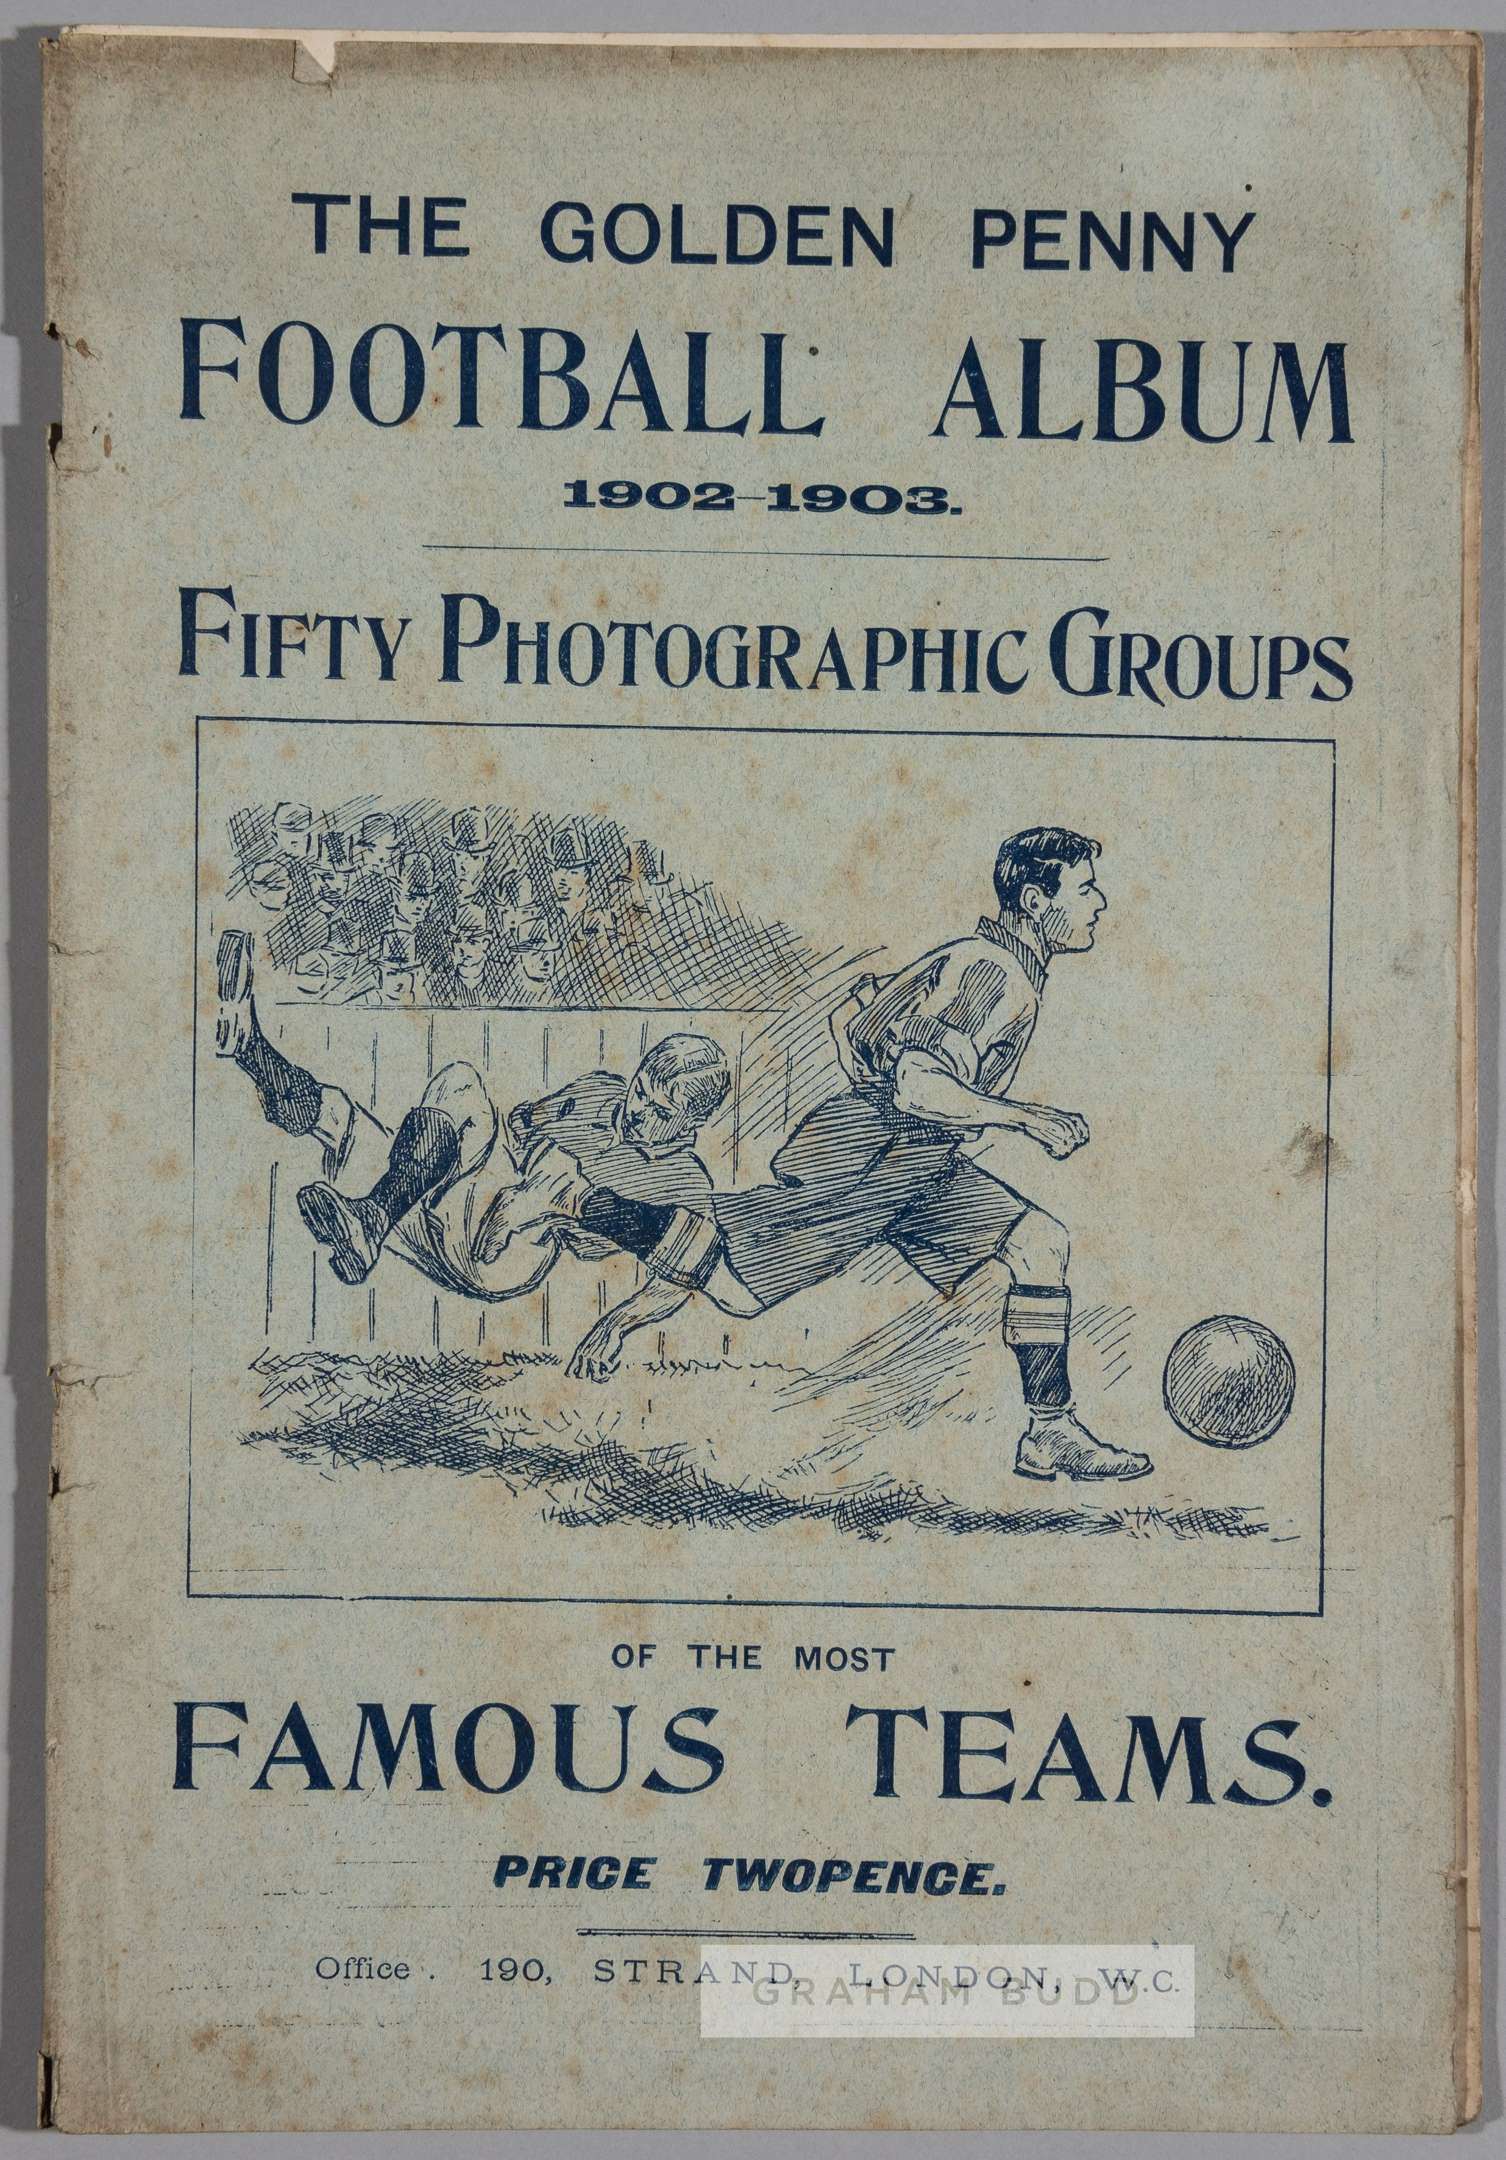 THE GOLDEN PENNY
FOOTBALL ALBUM
1902-1903.
FIFTY PHOTOGRAPHIC GROUPS
OF THE MOST
FAMOUS TEAMS.
PRICE TWOPENCE.
Office. 190, STRAND, LONDON, W.C.
GRAHAM BUDD